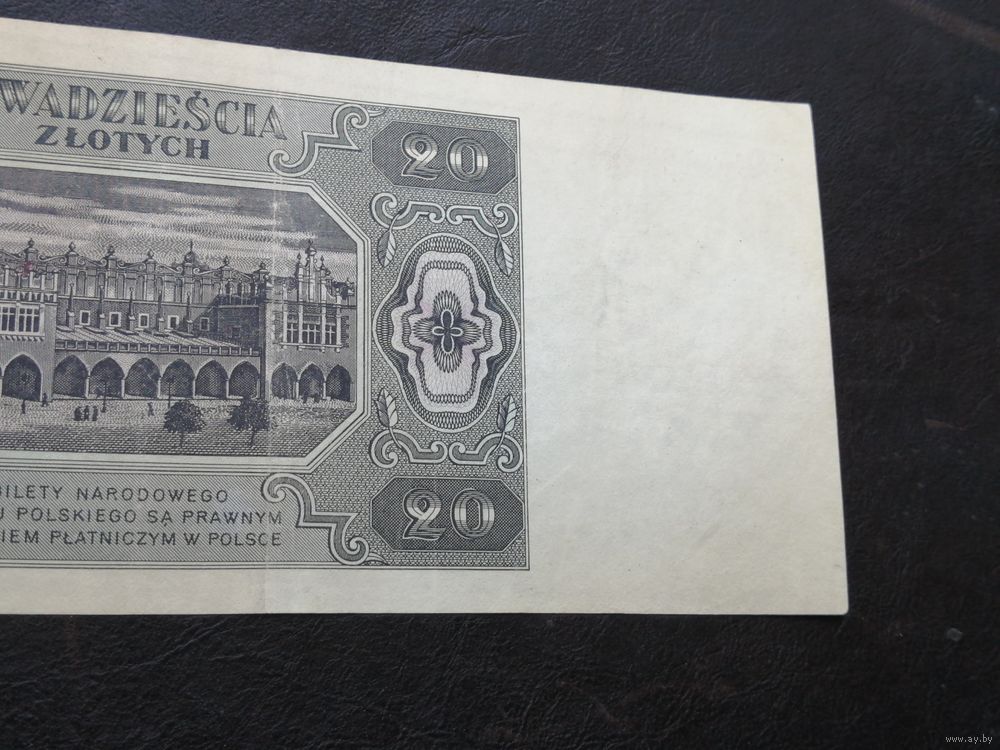 WADZIEŚCIA
ZŁOTYCH
20
BILETY NARODOWEGO
U POLSKIEGO SĄ PRAWNYM
IEM PŁATNICZYM W POLSCE
20
www.ay.by